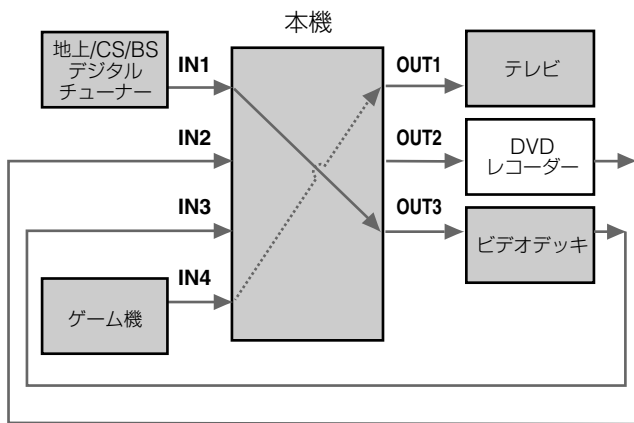 本機
地上/CS/BS
デジタル
チューナー
IN1
OUT1
テレビ
IN2
OUT2
DVD
レコーダー
IN3
OUT3
ビデオデッキ
IN4
ゲーム機